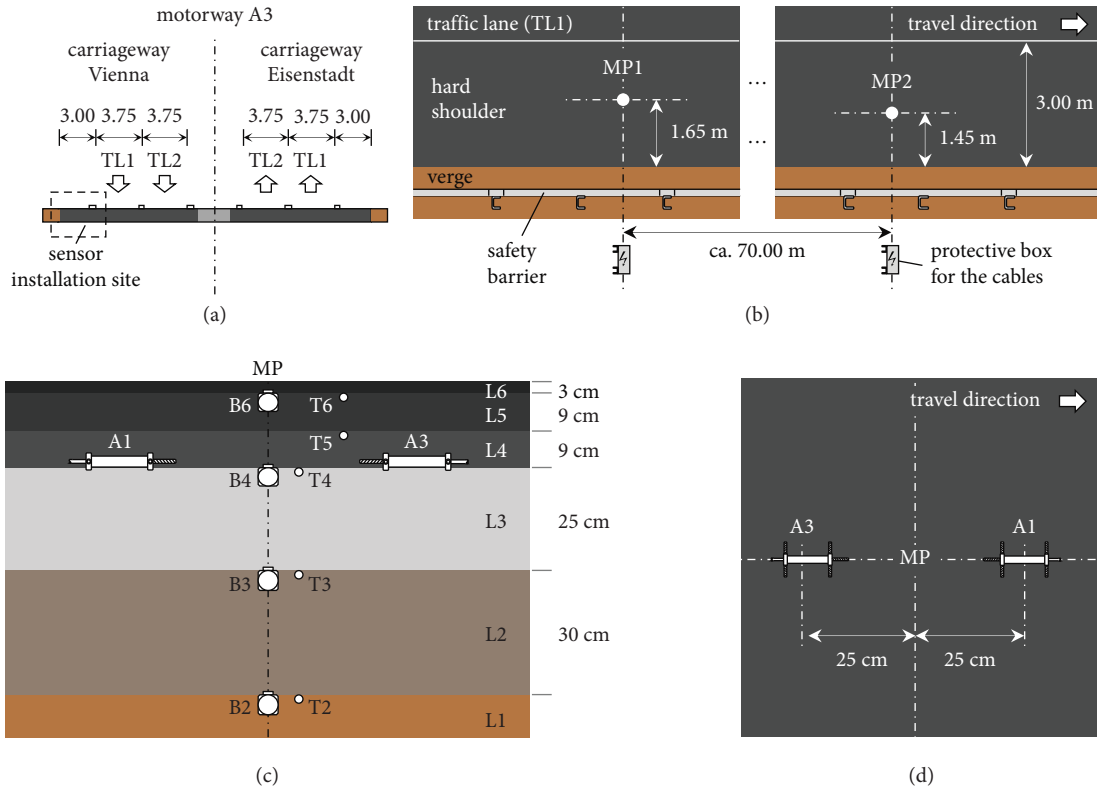 motorway A3
carriageway
Vienna
carriageway
Eisenstadt
3.00 3.75 3.75
3.75 3.75 3.00
TL1 TL2
TL2 TL1
sensor
installation site
(a)
traffic lane (TL1)
travel direction
MP1
MP2
hard
shoulder
...
...
1.65 m
1.45 m
3.00 m
verge
safety
barrier
ca. 70.00 m
protective box
for the cables
(b)
MP
B6 T6 L6 3 cm
L5 9 cm
A1 T5 A3 L4 9 cm
B4 T4
L3 25 cm
B3 T3
L2 30 cm
B2 T2
L1
(c)
travel direction
A3 A1
MP
25 cm 25 cm
(d)